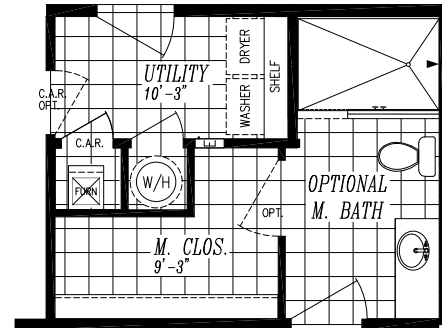 UTILITY
10'-3"
DRYER
WASHER
SHELF
C.A.R.
OPT.
C.A.R.
FURN
W/H
OPTIONAL
M. BATH
OPT.
M. CLOS.
9'-3"